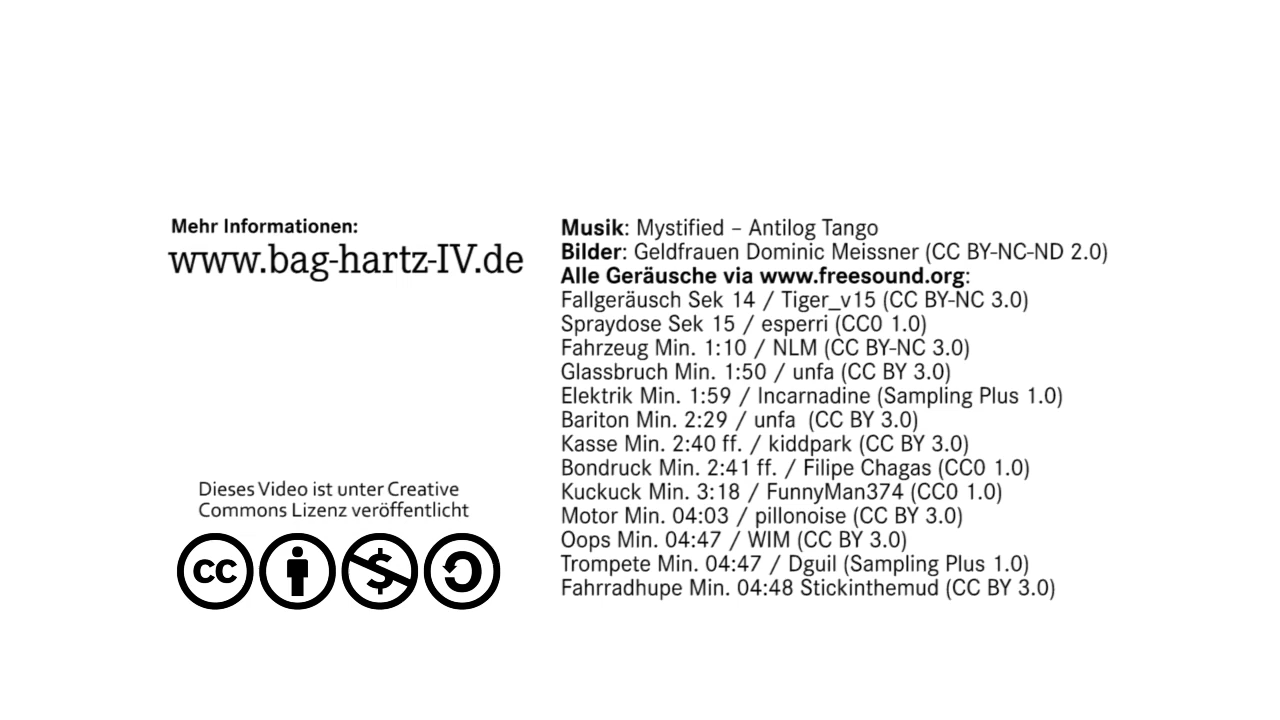 Mehr Informationen:
www.bag-hartz-IV.de
Dieses Video ist unter Creative
Commons Lizenz veröffentlicht
cc
Musik: Mystified – Antilog Tango
Bilder: Geldfrauen Dominic Meissner (CC BY-NC-ND 2.0)
Alle Geräusche via www.freesound.org:
Fallgeräusch Sek 14 / Tiger_v15 (CC BY-NC 3.0)
Spraydose Sek 15 / esperri (CC0 1.0)
Fahrzeug Min. 1:10 / NLM (CC BY-NC 3.0)
Glassbruch Min. 1:50 / unfa (CC BY 3.0)
Elektrik Min. 1:59 / Incarnadine (Sampling Plus 1.0)
Bariton Min. 2:29 / unfa  (CC BY 3.0)
Kasse Min. 2:40 ff. / kiddpark (CC BY 3.0)
Bondruck Min. 2:41 ff. / Filipe Chagas (CC0 1.0)
Kuckuck Min. 3:18 / FunnyMan374 (CC0 1.0)
Motor Min. 04:03 / pillonoise (CC BY 3.0)
Oops Min. 04:47 / WIM (CC BY 3.0)
Trompete Min. 04:47 / Dguil (Sampling Plus 1.0)
Fahrradhupe Min. 04:48 Stickinthemud (CC BY 3.0)